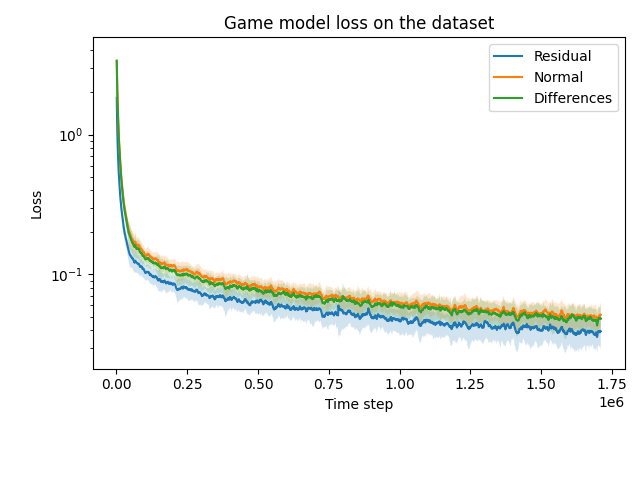 Game model loss on the dataset
Residual
Normal
Differences
Loss
10⁰
10⁻¹
0.00 0.25 0.50 0.75 1.00 1.25 1.50 1.75
1e6
Time step